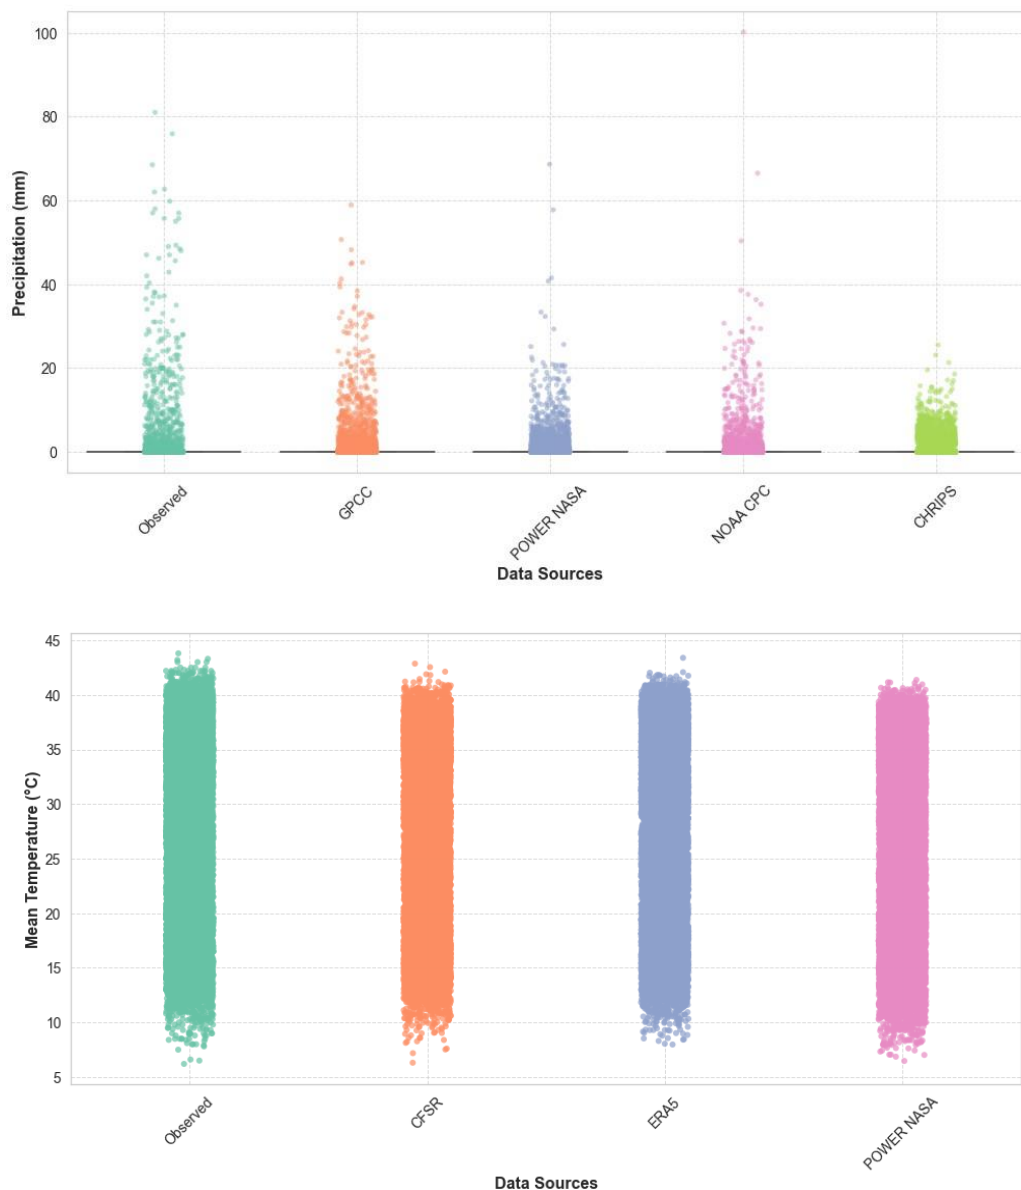 100
80
60
40
20
0
Precipitation (mm)
Observed
GPCC
POWER NASA
NOAA CPC
CHRIPS
Data Sources
45
40
35
30
25
20
15
10
5
Mean Temperature (°C)
Observed
CFSR
ERA5
POWER NASA
Data Sources